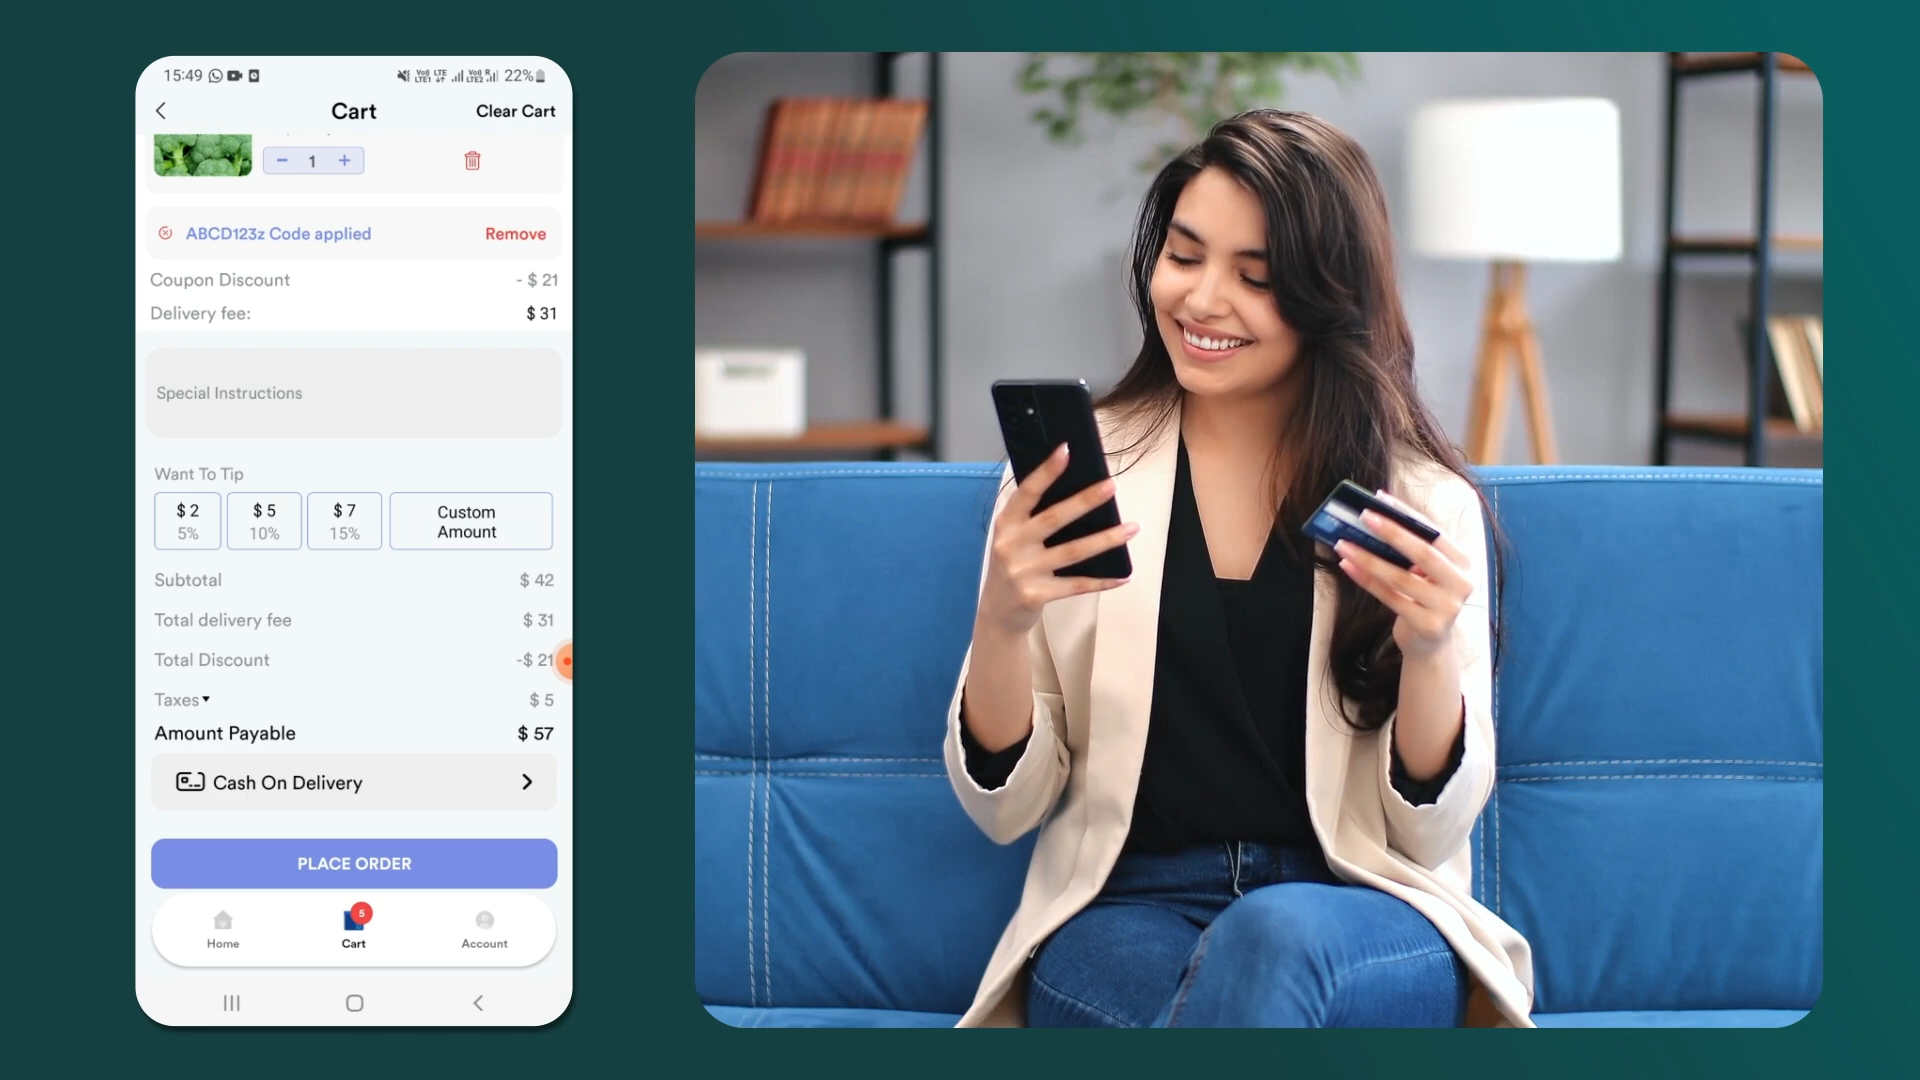 15:49
22%
Cart
Clear Cart
1
ABCD123z Code applied
Remove
Coupon Discount
- $ 21
Delivery fee:
$ 31
Special Instructions
Want To Tip
$ 2
5%
$ 5
10%
$ 7
15%
Custom
Amount
Subtotal
$ 42
Total delivery fee
$ 31
Total Discount
-$ 21
Taxes
$ 5
Amount Payable
$ 57
Cash On Delivery
PLACE ORDER
5
Home
Cart
Account